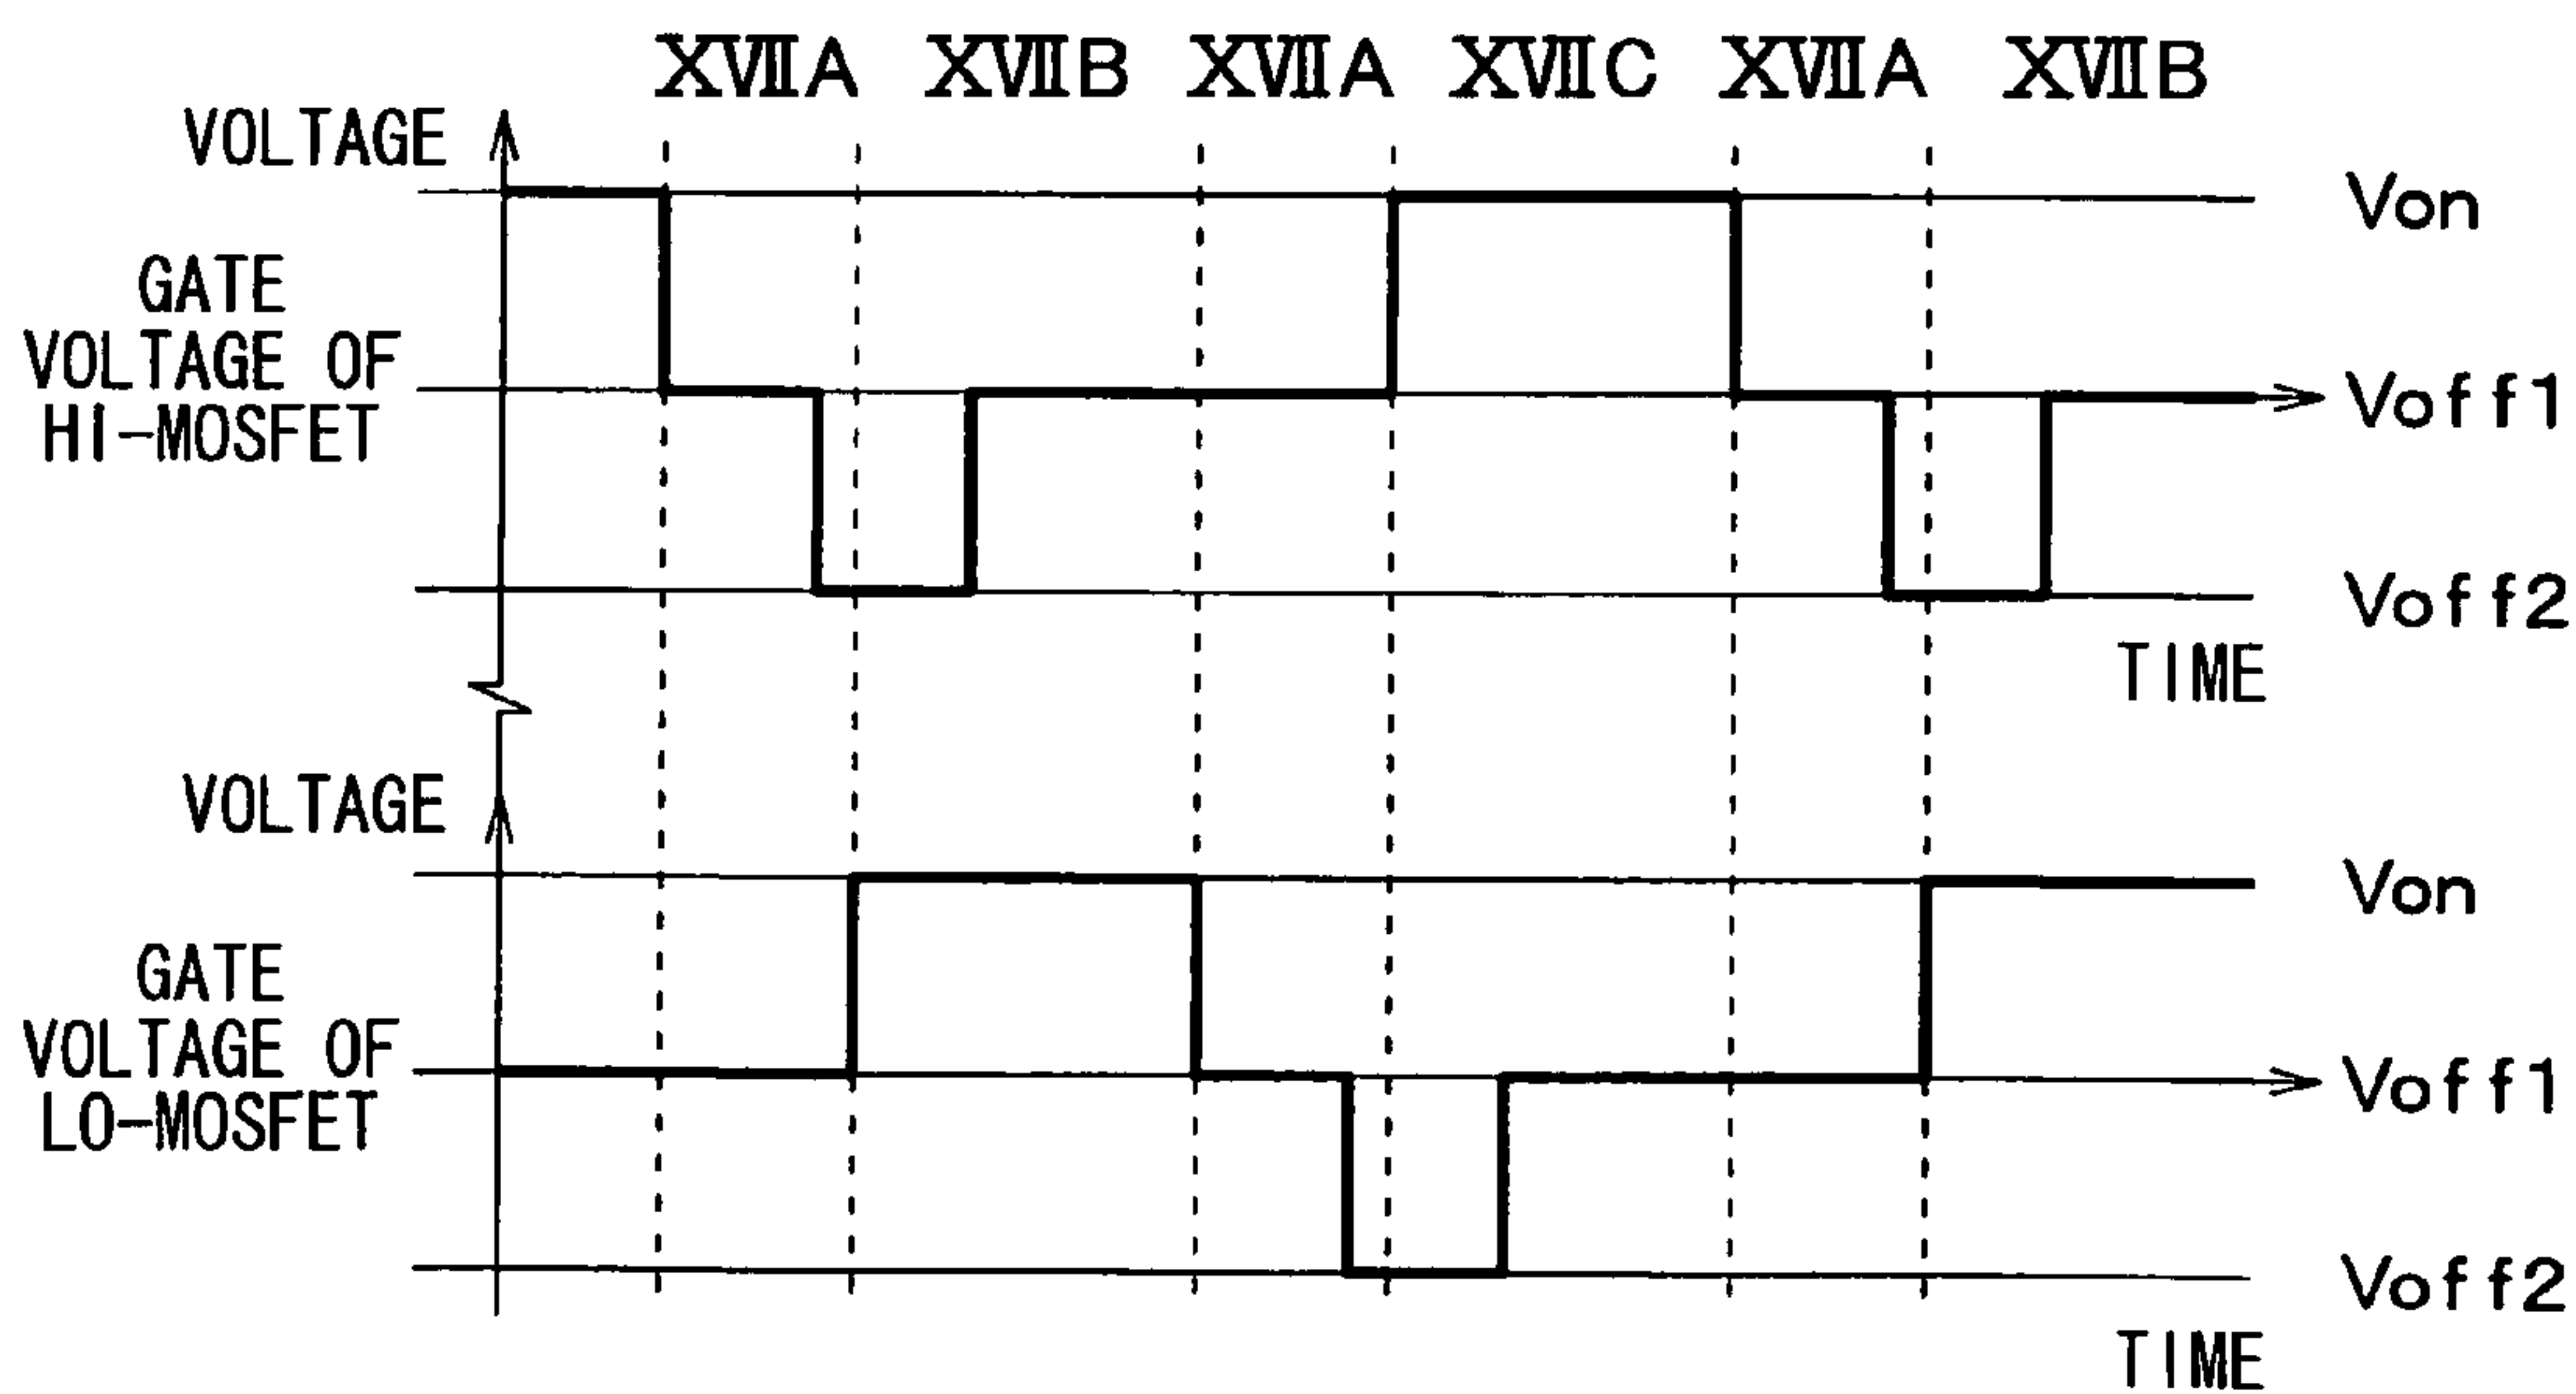 ⅩⅦA ⅩⅦB ⅩⅦA ⅩⅦC ⅩⅦA ⅩⅦB
VOLTAGE
Von
GATE
VOLTAGE OF
HI-MOSFET
Voff1
Voff2
TIME
VOLTAGE
Von
GATE
VOLTAGE OF
LO-MOSFET
Voff1
Voff2
TIME